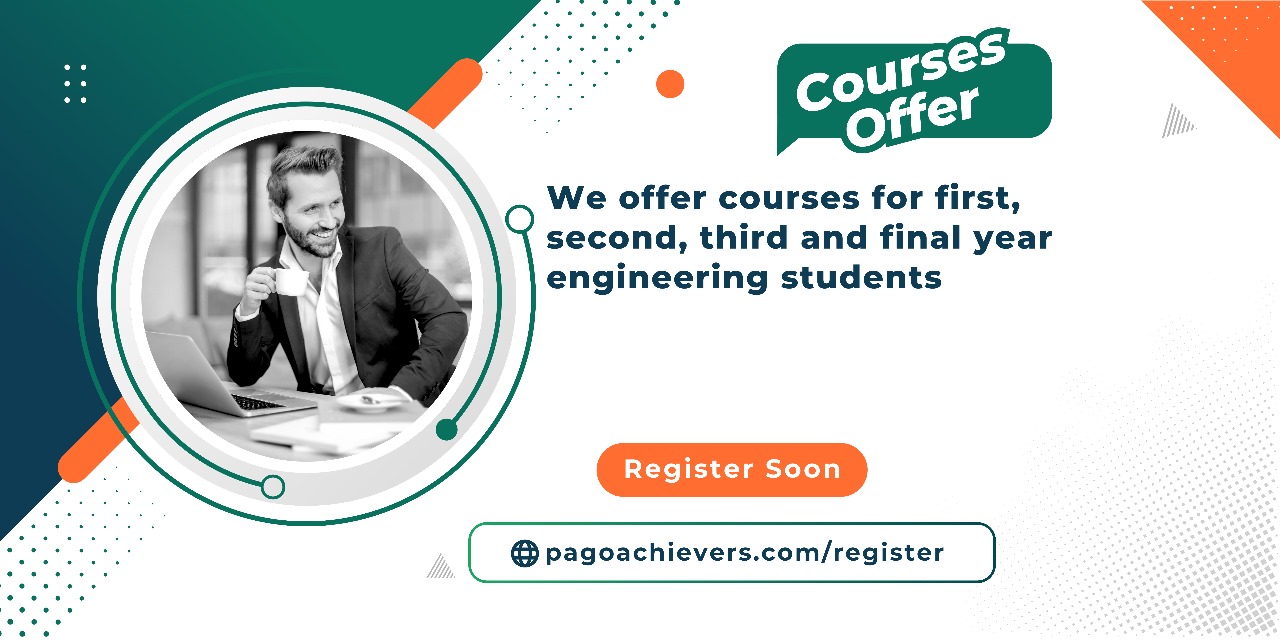 Courses
Offer
We offer courses for first,
second, third and final year
engineering students
Register Soon
pagoachievers.com/register